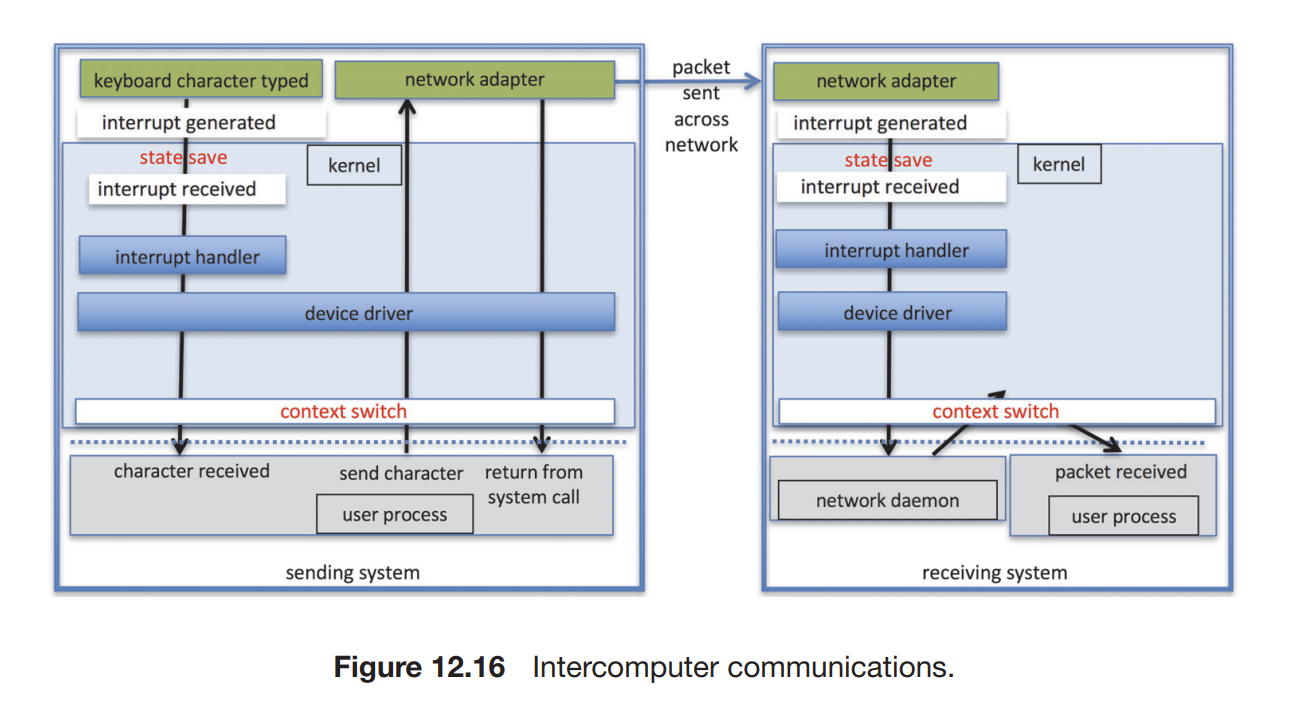 keyboard character typed
network adapter
interrupt generated
state save
kernel
interrupt received
interrupt handler
device driver
context switch
character received
send character
return from
system call
user process
sending system
packet
sent
across
network
network adapter
interrupt generated
state save
kernel
interrupt received
interrupt handler
device driver
context switch
network daemon
packet received
user process
receiving system
Figure 12.16 Intercomputer communications.